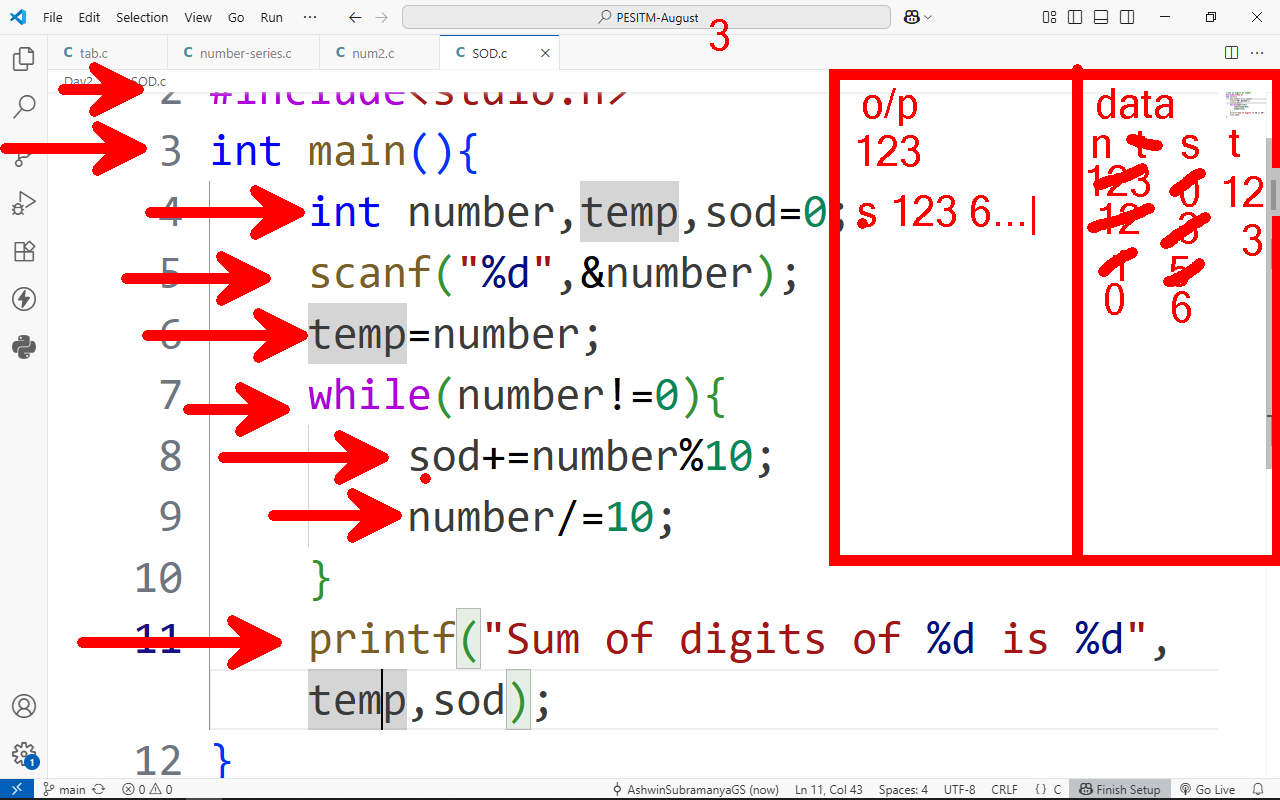 File Edit Selection View Go Run ··· PESITM-August
3
tab.c number-series.c num2.c SOD.c
Day2 SOD.c
2 #include<stdio.h>
3 int main(){
4 int number,temp,sod=0;
5 scanf("%d",&number);
6 temp=number;
7 while(number!=0){
8 sod+=number%10;
9 number/=10;
10 }
11 printf("Sum of digits of %d is %d",
temp,sod);
12 }
o/p
123
s 123 6...|
data
n t s t
123 0 12
12 3 3
1 5
0 6
1
main 0 0 AshwinSubramanyaGS (now) Ln 11, Col 43 Spaces: 4 UTF-8 CRLF {} C Finish Setup Go Live